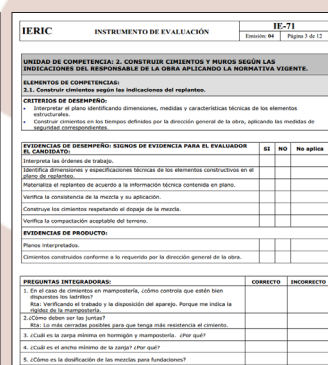 IERIC
INSTRUMENTO DE EVALUACIÓN
IE-71
Emisión: 04
Página 3 de 12
UNIDAD DE COMPETENCIA: 2. CONSTRUIR CIMIENTOS Y MUROS SEGÚN LAS
INDICACIONES DEL RESPONSABLE DE LA OBRA APLICANDO LA NORMATIVA VIGENTE.
ELEMENTOS DE COMPETENCIAS:
2.1. Construir cimientos según las indicaciones del replanteo.
CRITERIOS DE DESEMPEÑO:
• Interpretar el plano identificando dimensiones, medidas y características técnicas de los elementos
estructurales.
• Construir cimientos en los tiempos definidos por la dirección general de la obra, aplicando las medidas de
seguridad correspondientes.
EVIDENCIAS DE DESEMPEÑO: SIGNOS DE EVIDENCIA PARA EL EVALUADOR
EL CANDIDATO:
SI NO No aplica
Interpreta las órdenes de trabajo.
Identifica dimensiones y especificaciones técnicas de los elementos constructivos en el
plano de replanteo.
Materializa el replanteo de acuerdo a la información técnica contenida en plano.
Verifica la consistencia de la mezcla y su aplicación.
Construye los cimientos respetando el dopaje de la mezcla.
Verifica la compactación aceptable del terreno.
EVIDENCIAS DE PRODUCTO:
Planos interpretados.
Cimientos construidos conforme a lo requerido por la dirección general de la obra.
PREGUNTAS INTEGRADORAS:
CORRECTO INCORRECTO
1. En el caso de cimientos en mampostería, ¿cómo controla que estén bien
dispuestos los ladrillos?
Rta: Verificando el trabajo y la disposición del aparejo. Porque me indica la
rigidez de la mampostería.
2.¿Cómo deben ser las juntas?
Rta: Lo más cerradas posibles para que tenga más resistencia el cimiento.
3. ¿Cuál es la zarpa mínima en hormigón y mampostería. ¿Por qué?
4. ¿Cuál es el ancho mínimo de la zanja? ¿Por qué?
5. ¿Cómo es la dosificación de las mezclas para fundaciones?